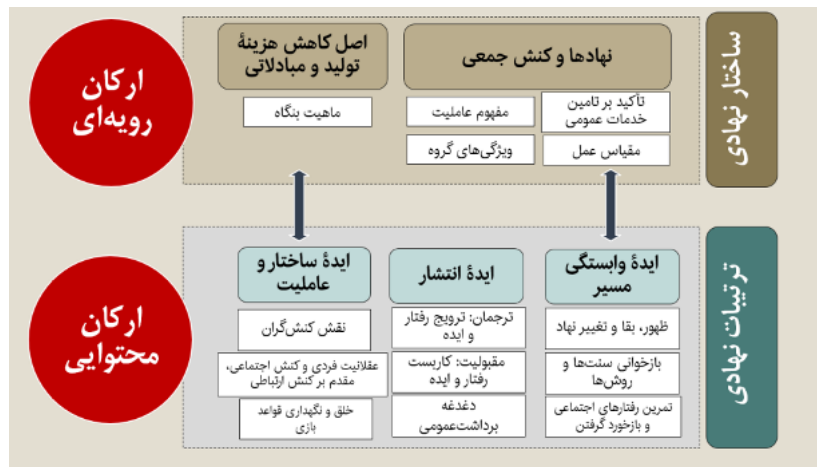 ساختار نهادی
نهادها و کنش جمعی
تأکید بر تامین
خدمات عمومی
مقیاس عمل
مفهوم عاملیت
ویژگی‌های گروه
اصل کاهش هزینهٔ
تولید و مبادلاتی
ماهیت بنگاه
ارکان
رویه‌ای
ترتیبات نهادی
ایدهٔ وابستگی
مسیر
ظهور، بقا و تغییر نهاد
بازخوانی سنت‌ها و
روش‌ها
تمرین رفتارهای اجتماعی
و بازخورد گرفتن
ایدهٔ انتشار
ترجمان: ترویج رفتار
و ایده
مقبولیت: کاربست
رفتار و ایده
دغدغه
برداشت‌عمومی
ایدهٔ ساختار و
عاملیت
نقش کنش‌گران
عقلانیت فردی و کنش اجتماعی،
مقدم بر کنش ارتباطی
خلق و نگهداری قواعد
بازی
ارکان
محتوایی